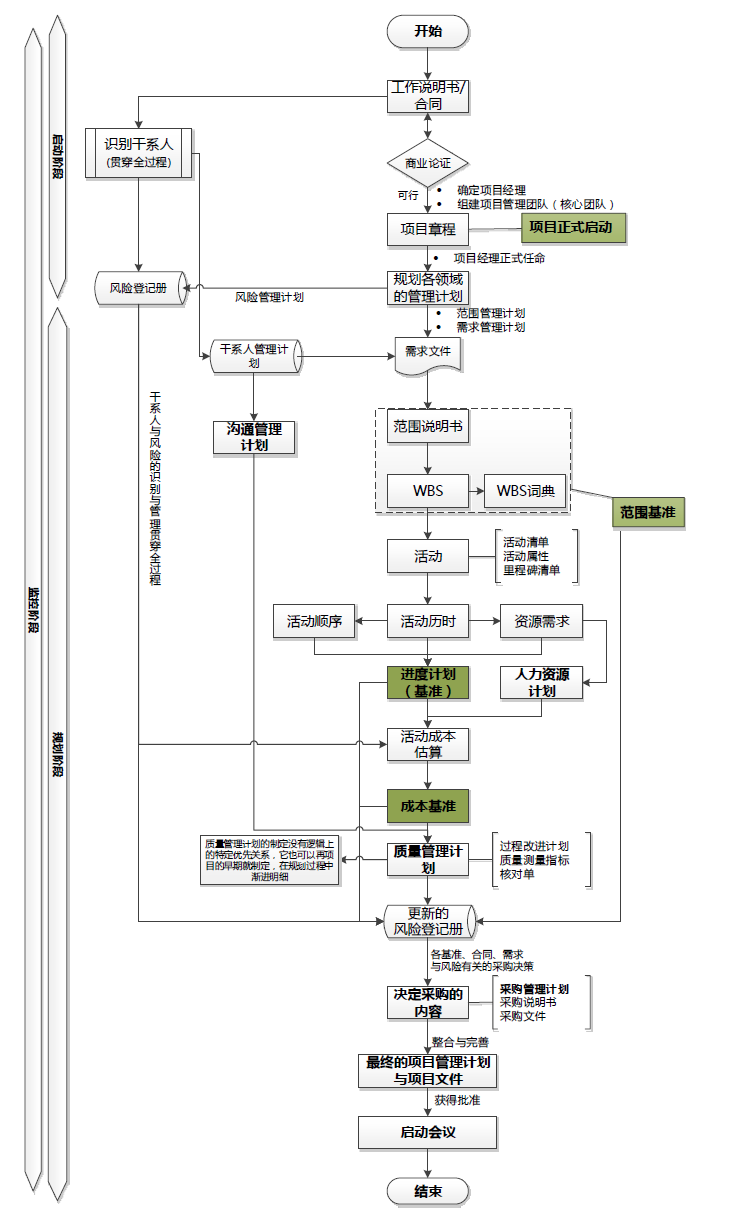 开始
工作说明书/
合同
识别干系人
(贯穿全过程)
商业论证
启动阶段
可行
• 确定项目经理
• 组建项目管理团队（核心团队）
项目章程
项目正式启动
• 项目经理正式任命
规划各领域
的管理计划
风险登记册
风险管理计划
• 范围管理计划
• 需求管理计划
干系人管理计
划
需求文件
干系人与风险的识别与管理贯穿全过程
沟通管理
计划
范围说明书
WBS
WBS词典
范围基准
活动
活动清单
活动属性
里程碑清单
监控阶段
活动顺序
活动历时
资源需求
进度计划
（基准）
人力资源
计划
规划阶段
活动成本
估算
成本基准
质量管理计划的制定没有逻辑上
的特定优先关系，它也可以再项
目的早期就制定，在规划过程中
渐进明细
质量管理计
划
过程改进计划
质量测量指标
核对单
更新的
风险登记册
各基准、合同、需求
与风险有关的采购决策
决定采购的
内容
采购管理计划
采购说明书
采购文件
整合与完善
最终的项目管理计划
与项目文件
获得批准
启动会议
结束